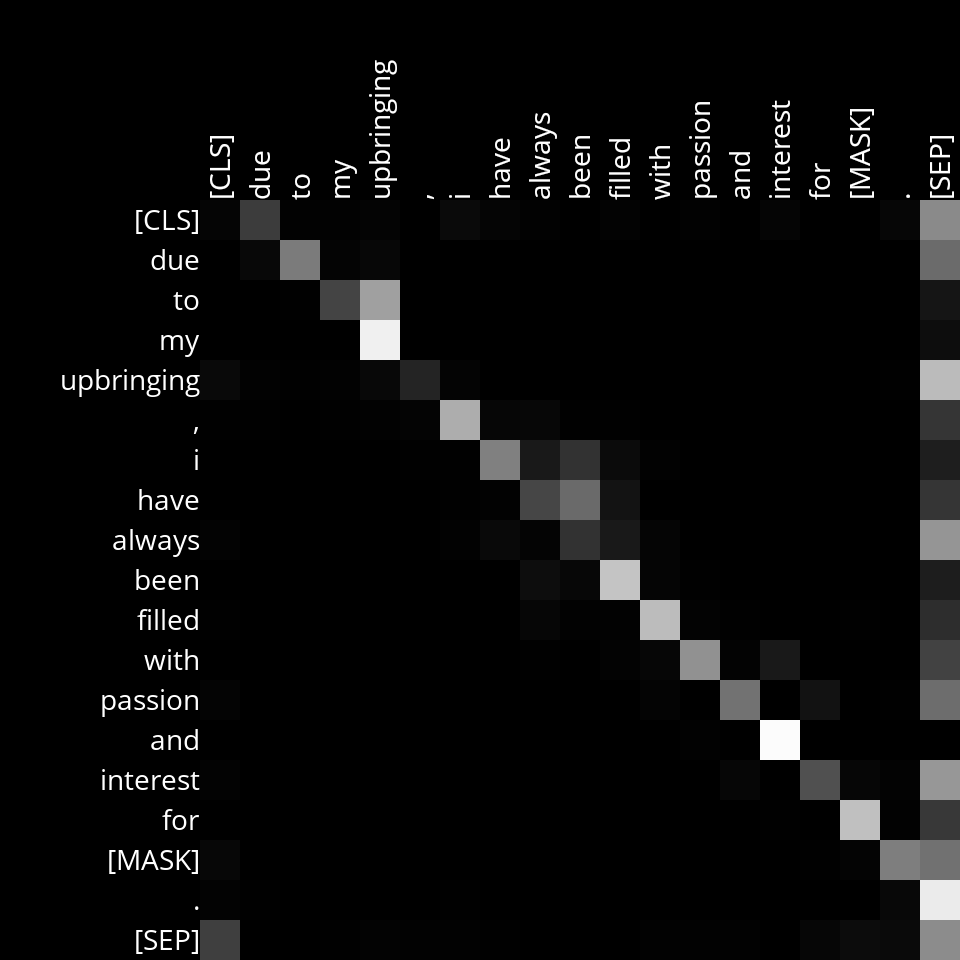 [CLS] due to my upbringing , i have always been filled with passion and interest for [MASK] . [SEP]
[CLS]
due
to
my
upbringing
,
i
have
always
been
filled
with
passion
and
interest
for
[MASK]
.
[SEP]